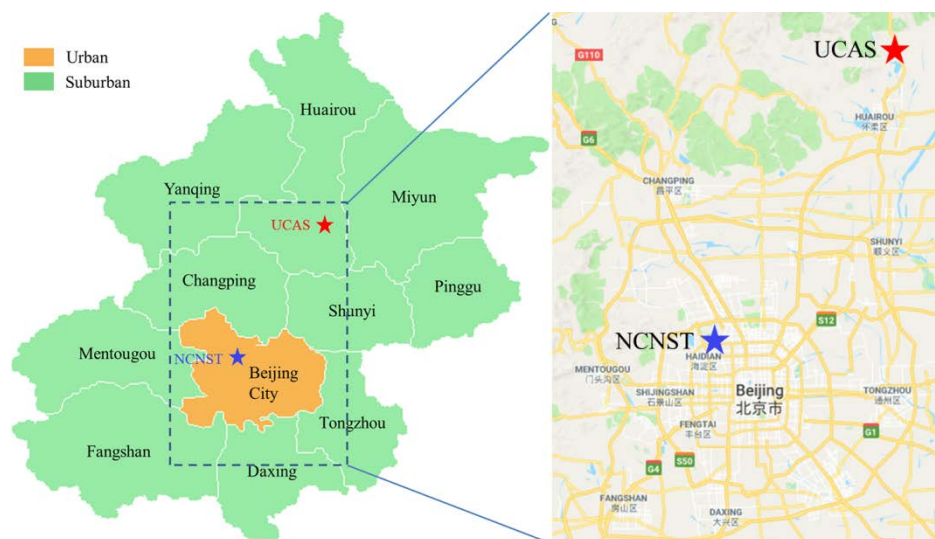 Urban
Suburban
Huairou
Yanqing
Miyun
UCAS
Changping
Pinggu
Shunyi
Mentougou
NCNST
Beijing
City
Tongzhou
Fangshan
Daxing
UCAS
G110
HUAIROU
怀柔区
G6
CHANGPING
昌平区
SHUNYI
顺义区
S12
NCNST
HAIDIAN
海淀区
MENTOUGOU
门头沟区
Beijing
北京市
SHIJINGSHAN
石景山区
TONGZHOU
通州区
FENGTAI
丰台区
G1
S50
G4
FANGSHAN
房山区
DAXING
大兴区